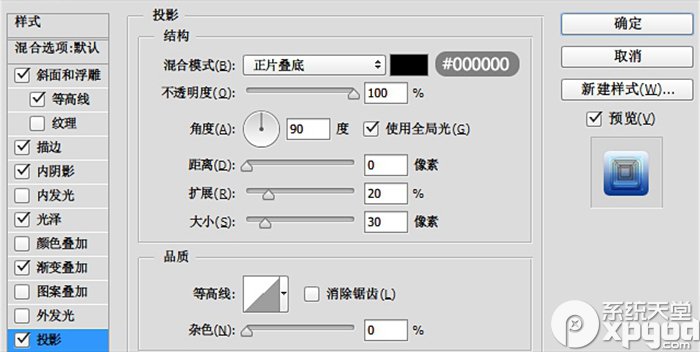 样式
混合选项:默认
斜面和浮雕
等高线
纹理
描边
内阴影
内发光
光泽
颜色叠加
渐变叠加
图案叠加
外发光
投影
投影
结构
混合模式(B): 正片叠底 #000000
不透明度(O): 100 %
角度(A): 90 度 使用全局光(G)
距离(D): 0 像素
扩展(R): 20 %
大小(S): 30 像素
品质
等高线: 消除锯齿(L)
杂色(N): 0 %
确定
取消
新建样式(W)...
预览(V)
系统天堂